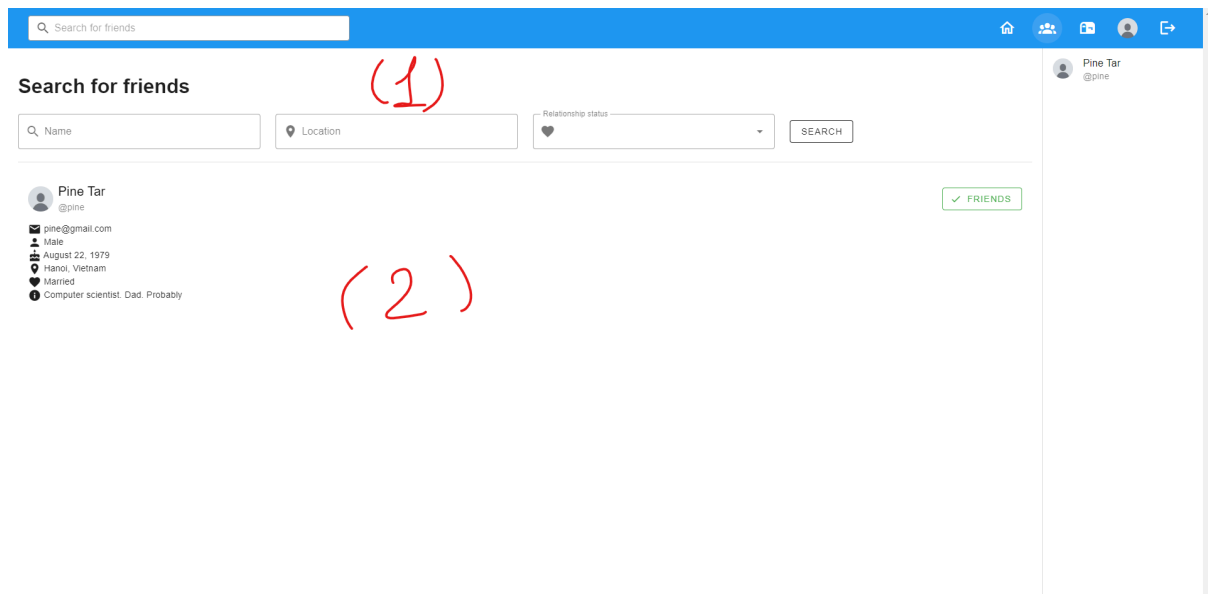 Search for friends
Pine Tar
@pine
Search for friends
(1)
Name
Location
Relationship status
SEARCH
Pine Tar
@pine
FRIENDS
pine@gmail.com
Male
August 22, 1979
Hanoi, Vietnam
Married
Computer scientist. Dad. Probably
(2)